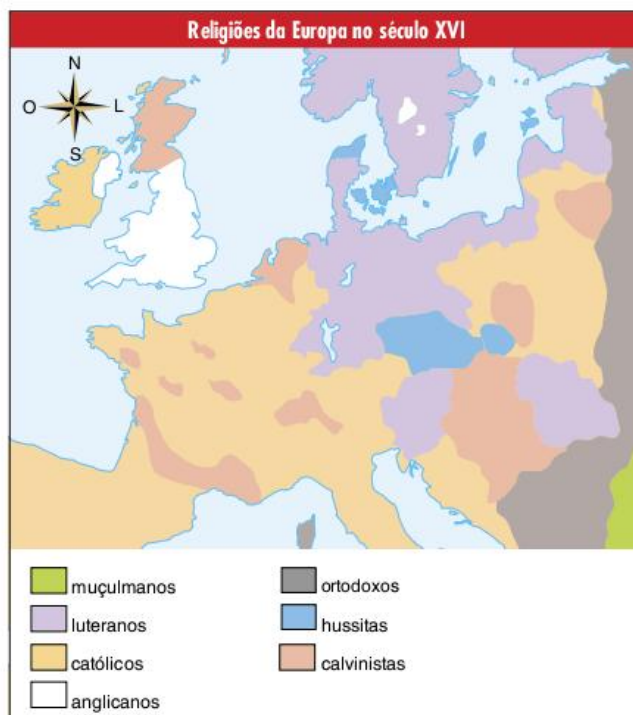 Religiões da Europa no século XVI
N
O L
S
muçulmanos
luteranos
católicos
anglicanos
ortodoxos
hussitas
calvinistas